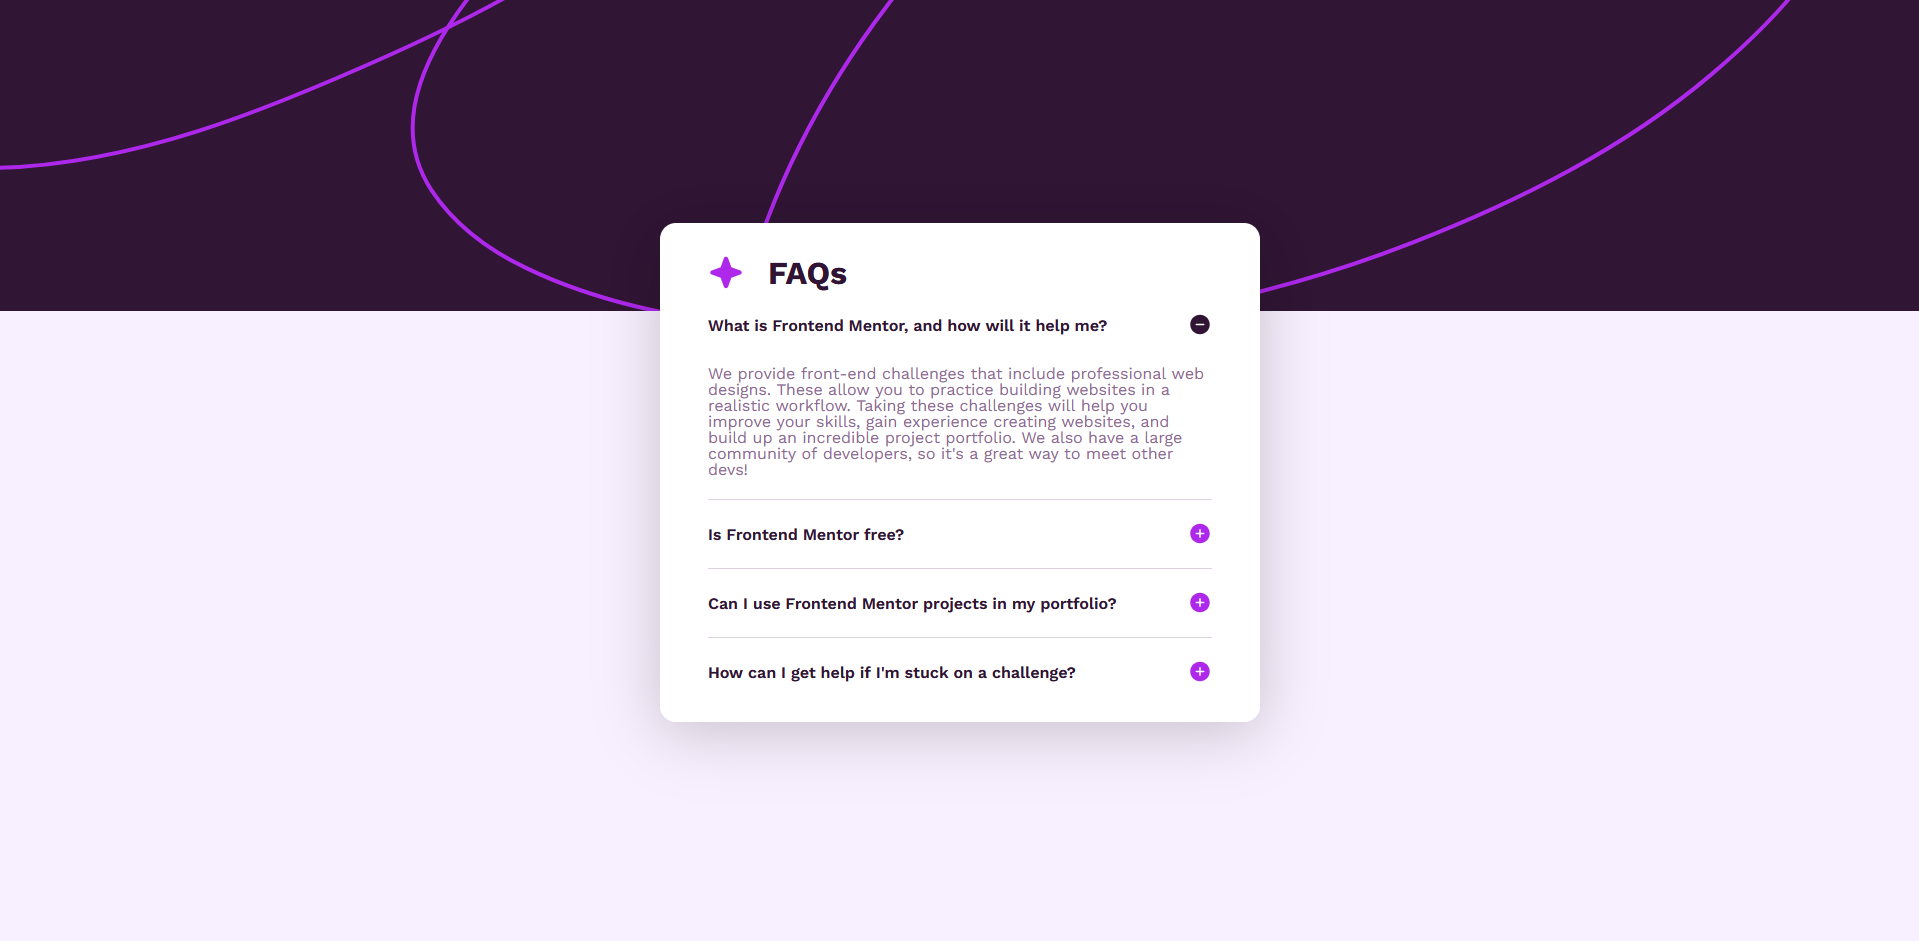 FAQs
What is Frontend Mentor, and how will it help me?
We provide front-end challenges that include professional web
designs. These allow you to practice building websites in a
realistic workflow. Taking these challenges will help you
improve your skills, gain experience creating websites, and
build up an incredible project portfolio. We also have a large
community of developers, so it's a great way to meet other
devs!
Is Frontend Mentor free?
Can I use Frontend Mentor projects in my portfolio?
How can I get help if I'm stuck on a challenge?